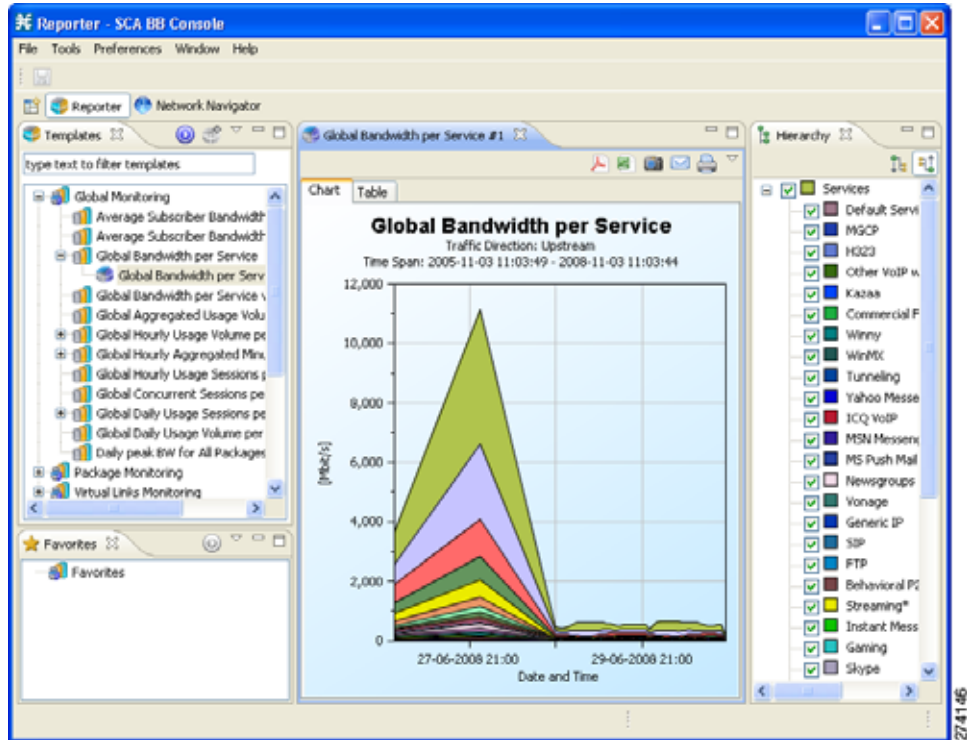 Reporter - SCA BB Console
File Tools Preferences Window Help
Reporter Network Navigator
Templates
type text to filter templates
Global Monitoring
Average Subscriber Bandwidth
Average Subscriber Bandwidth
Global Bandwidth per Service
Global Bandwidth per Serv
Global Bandwidth per Service v
Global Aggregated Usage Volu
Global Hourly Usage Volume pe
Global Hourly Aggregated Minu
Global Hourly Usage Sessions p
Global Concurrent Sessions pe
Global Daily Usage Sessions pe
Global Daily Usage Volume per
Daily peak BW for All Packages
Package Monitoring
Virtual Links Monitoring
Favorites
Favorites
Global Bandwidth per Service #1
Chart Table
Global Bandwidth per Service
Traffic Direction: Upstream
Time Span: 2005-11-03 11:03:49 - 2008-11-03 11:03:44
12,000
10,000
8,000
6,000
4,000
2,000
0
[Mbit/s]
27-06-2008 21:00 29-06-2008 21:00
Date and Time
Hierarchy
Services
Default Servi
MGCP
H323
Other VoIP w
Kazaa
Commercial F
Winny
WinMX
Tunneling
Yahoo Messe
ICQ VoIP
MSN Messeng
MS Push Mail
Newsgroups
Vonage
Generic IP
SIP
FTP
Behavioral P2
Streaming*
Instant Mess
Gaming
Skype
274146